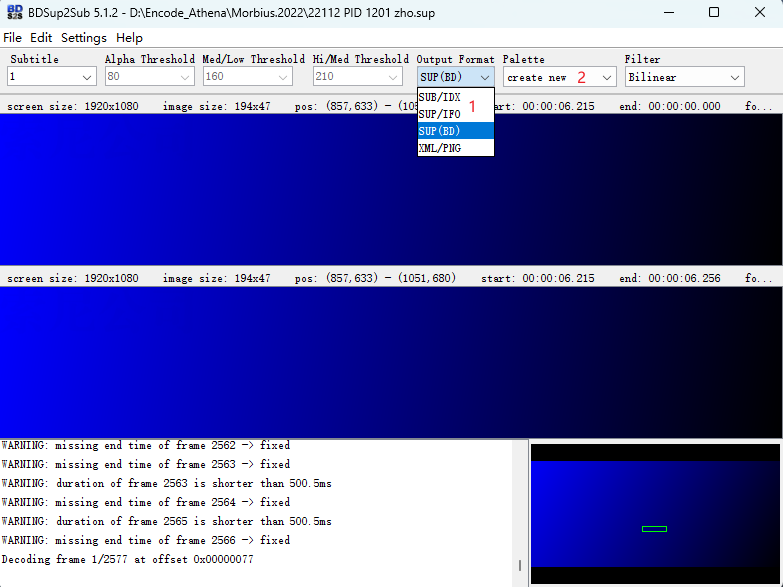 BDSup2Sub 5.1.2 - D:\Encode_Athena\Morbius.2022\22112 PID 1201 zho.sup
File Edit Settings Help
Subtitle Alpha Threshold Med/Low Threshold Hi/Med Threshold Output Format Palette Filter
1 80 160 210 SUP(BD) create new 2 Bilinear
SUB/IDX
SUP/IFO
1
SUP(BD)
XML/PNG
screen size: 1920x1080 image size: 194x47 pos: (857,633) - (105 art: 00:00:06.215 end: 00:00:00.000 fo...
screen size: 1920x1080 image size: 194x47 pos: (857,633) - (1051,680) start: 00:00:06.215 end: 00:00:06.256 fo...
WARNING: missing end time of frame 2562 -> fixed
WARNING: missing end time of frame 2563 -> fixed
WARNING: duration of frame 2563 is shorter than 500.5ms
WARNING: missing end time of frame 2564 -> fixed
WARNING: duration of frame 2565 is shorter than 500.5ms
WARNING: missing end time of frame 2566 -> fixed
Decoding frame 1/2577 at offset 0x00000077